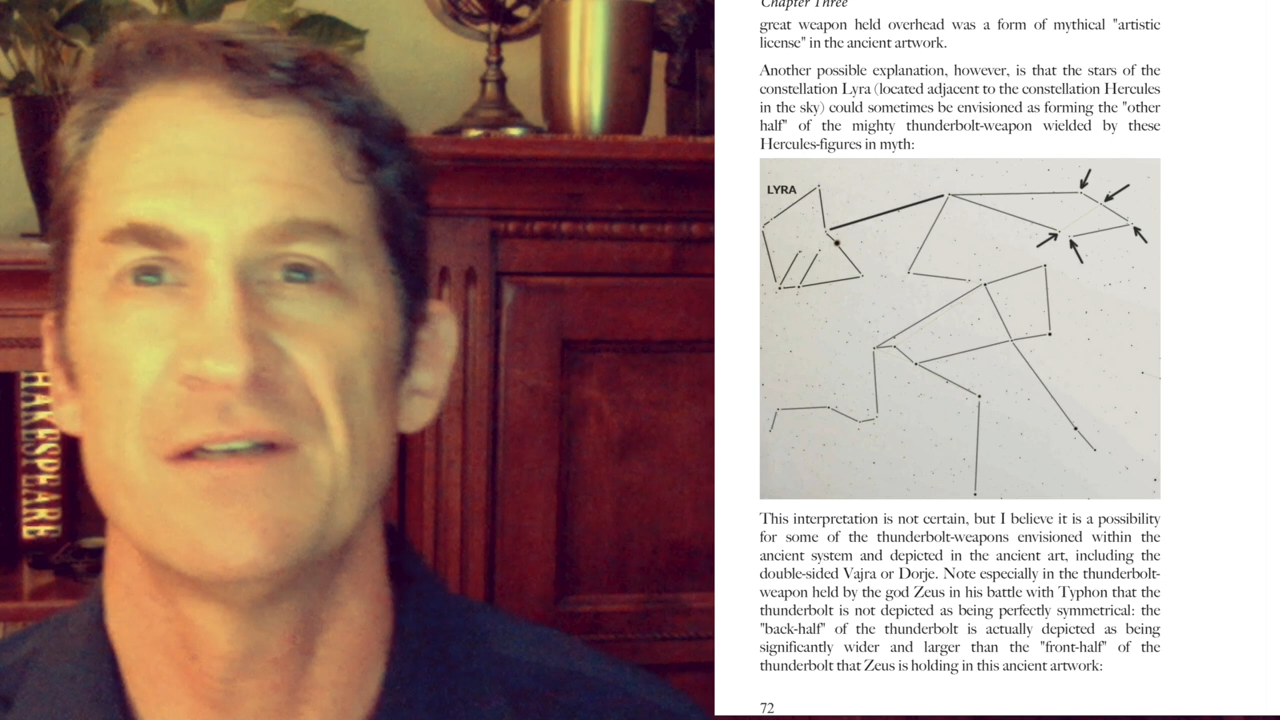 HAKESPEARE
Chapter Three
great weapon held overhead was a form of mythical "artistic
license" in the ancient artwork.
Another possible explanation, however, is that the stars of the
constellation Lyra (located adjacent to the constellation Hercules
in the sky) could sometimes be envisioned as forming the "other
half" of the mighty thunderbolt-weapon wielded by these
Hercules-figures in myth:
LYRA
This interpretation is not certain, but I believe it is a possibility
for some of the thunderbolt-weapons envisioned within the
ancient system and depicted in the ancient art, including the
double-sided Vajra or Dorje. Note especially in the thunderbolt-
weapon held by the god Zeus in his battle with Typhon that the
thunderbolt is not depicted as being perfectly symmetrical: the
"back-half" of the thunderbolt is actually depicted as being
significantly wider and larger than the "front-half" of the
thunderbolt that Zeus is holding in this ancient artwork:
72